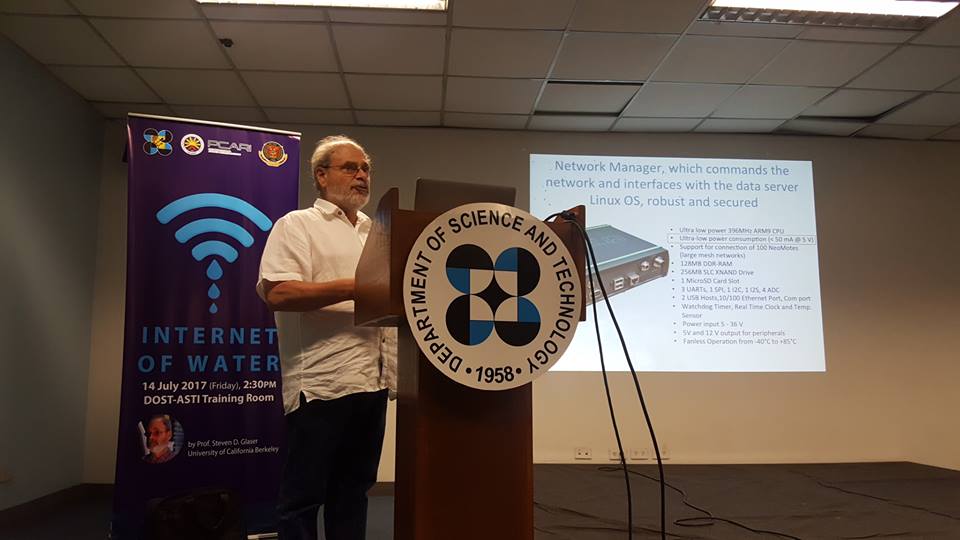 PCARI
INTERNET
OF WATER
14 July 2017 (Friday), 2:30PM
DOST-ASTI Training Room
by Prof. Steven D. Glaser
University of California Berkeley
DEPARTMENT OF SCIENCE AND TECHNOLOGY
• 1958 •
Network Manager, which commands the
network and interfaces with the data server
Linux OS, robust and secured
• Ultra low power 396MHz ARM9 CPU
• Ultra-low power consumption (< 50 mA @ 5 V)
• Support for connection of 100 NeoMotes
(large mesh networks)
• 128MB DDR-RAM
• 256MB SLC XNAND Drive
• 1 MicroSD Card Slot
• 3 UARTs, 1 SPI, 1 I2C, 1 I2S, 4 ADC
• 2 USB Hosts,10/100 Ethernet Port, Com port
• Watchdog Timer, Real Time Clock and Temp.
Sensor
• Power input 5 - 36 V
• 5V and 12 V output for peripherals
• Fanless Operation from -40°C to +85°C